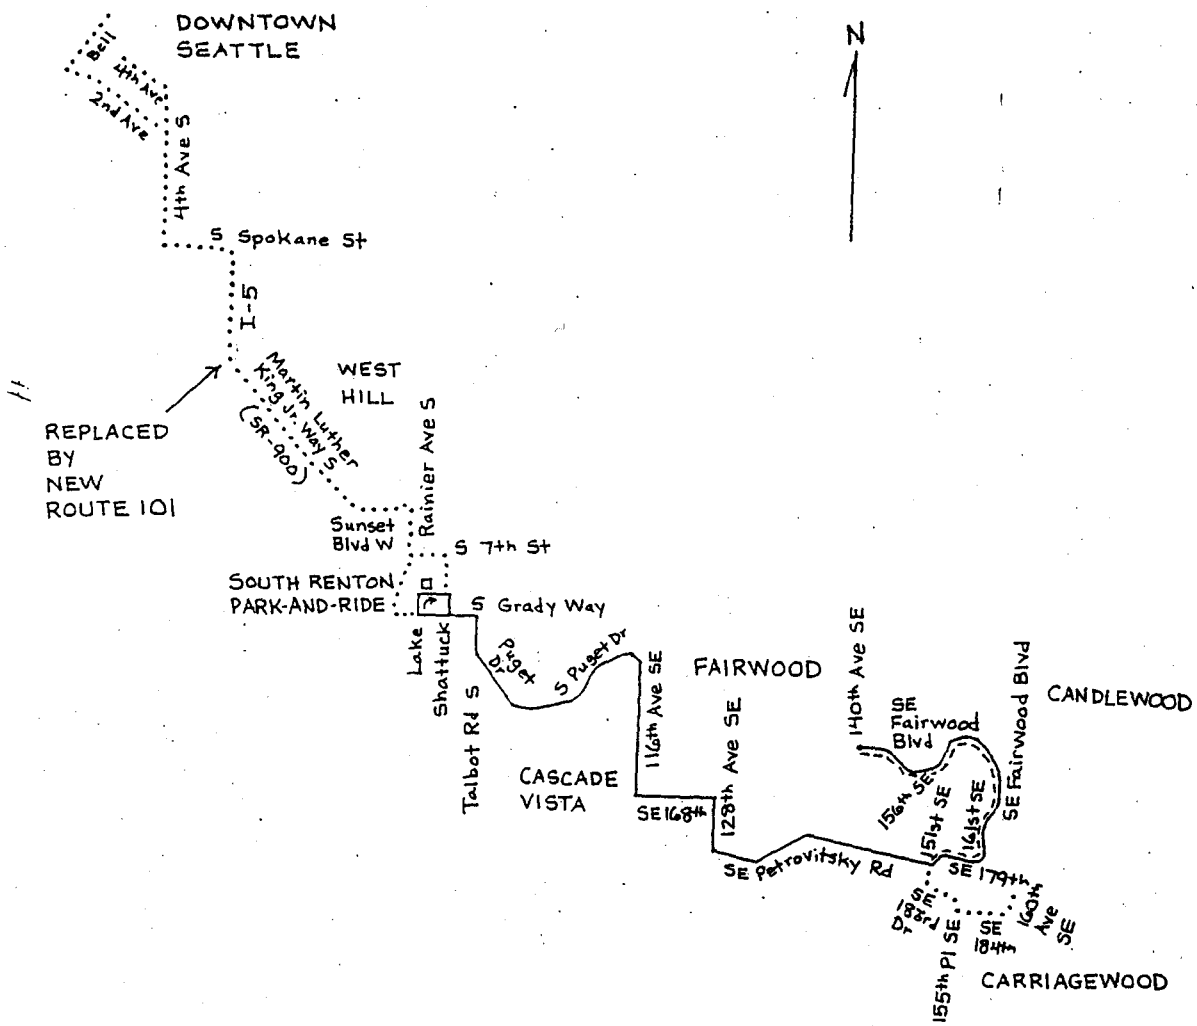 DOWNTOWN
SEATTLE
Bell
4th Ave
2nd Ave
4th Ave S
N
S Spokane St
I-5
WEST
HILL
Martin Luther
King Jr. Way S
(SR-900)
REPLACED
BY
NEW
ROUTE 101
Rainier Ave S
Sunset
Blvd W
S 7th St
SOUTH RENTON
PARK-AND-RIDE
S Grady Way
Lake
Shattuck
Puget
Dr
S Puget Dr
Talbot Rd S
116th Ave SE
FAIRWOOD
128th Ave SE
140th Ave SE
SE
Fairwood
Blvd
SE Fairwood Blvd
CANDLEWOOD
CASCADE
VISTA
SE 168th
156th SE
151st SE
161st SE
SE Petrovitsky Rd
SE 179th
SE
183rd
Dr
160th
Ave
SE
SE
184th
155th Pl SE
CARRIAGEWOOD